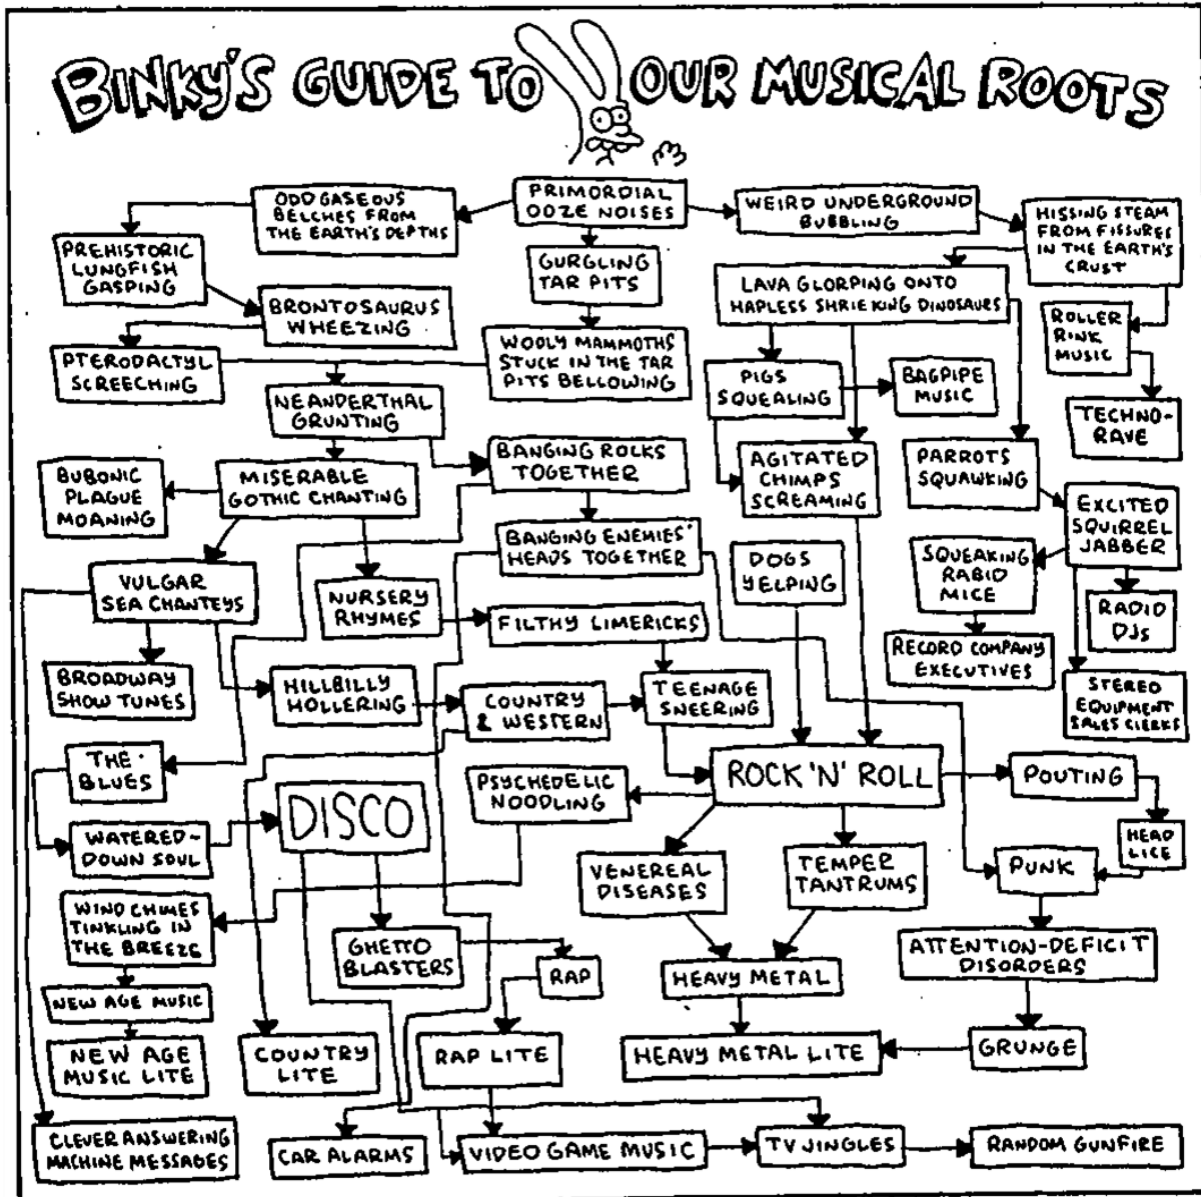 BINKY'S GUIDE TO OUR MUSICAL ROOTS
PRIMORDIAL
OOZE NOISES
ODD GASEOUS
BELCHES FROM
THE EARTH'S DEPTHS
WEIRD UNDERGROUND
BUBBLING
HISSING STEAM
FROM FISSURES
IN THE EARTH'S
CRUST
PREHISTORIC
LUNGFISH
GASPING
GURGLING
TAR PITS
LAVA GLORPING ONTO
HAPLESS SHRIEKING DINOSAURS
BRONTOSAURUS
WHEEZING
ROLLER
RINK
MUSIC
PTERODACTYL
SCREECHING
WOOLY MAMMOTHS
STUCK IN THE TAR
PITS BELLOWING
PIGS
SQUEALING
BAGPIPE
MUSIC
NEANDERTHAL
GRUNTING
TECHNO-
RAVE
BUBONIC
PLAGUE
MOANING
MISERABLE
GOTHIC CHANTING
BANGING ROCKS
TOGETHER
AGITATED
CHIMPS
SCREAMING
PARROTS
SQUAWKING
EXCITED
SQUIRREL
JABBER
BANGING ENEMIES'
HEADS TOGETHER
DOGS
YELPING
SQUEAKING
RABID
MICE
VULGAR
SEA CHANTEYS
NURSERY
RHYMES
FILTHY LIMERICKS
RADIO
DJs
RECORD COMPANY
EXECUTIVES
BROADWAY
SHOW TUNES
HILLBILLY
HOLLERING
COUNTRY
& WESTERN
TEENAGE
SNEERING
STEREO
EQUIPMENT
SALES CLERKS
THE
BLUES
DISCO
PSYCHEDELIC
NOODLING
ROCK 'N' ROLL
POUTING
WATERED-
DOWN SOUL
VENEREAL
DISEASES
TEMPER
TANTRUMS
PUNK
HEAD
LICE
WIND CHIMES
TINKLING IN
THE BREEZE
GHETTO
BLASTERS
RAP
HEAVY METAL
ATTENTION-DEFICIT
DISORDERS
NEW AGE MUSIC
NEW AGE
MUSIC LITE
COUNTRY
LITE
RAP LITE
HEAVY METAL LITE
GRUNGE
CLEVER ANSWERING
MACHINE MESSAGES
CAR ALARMS
VIDEO GAME MUSIC
TV JINGLES
RANDOM GUNFIRE